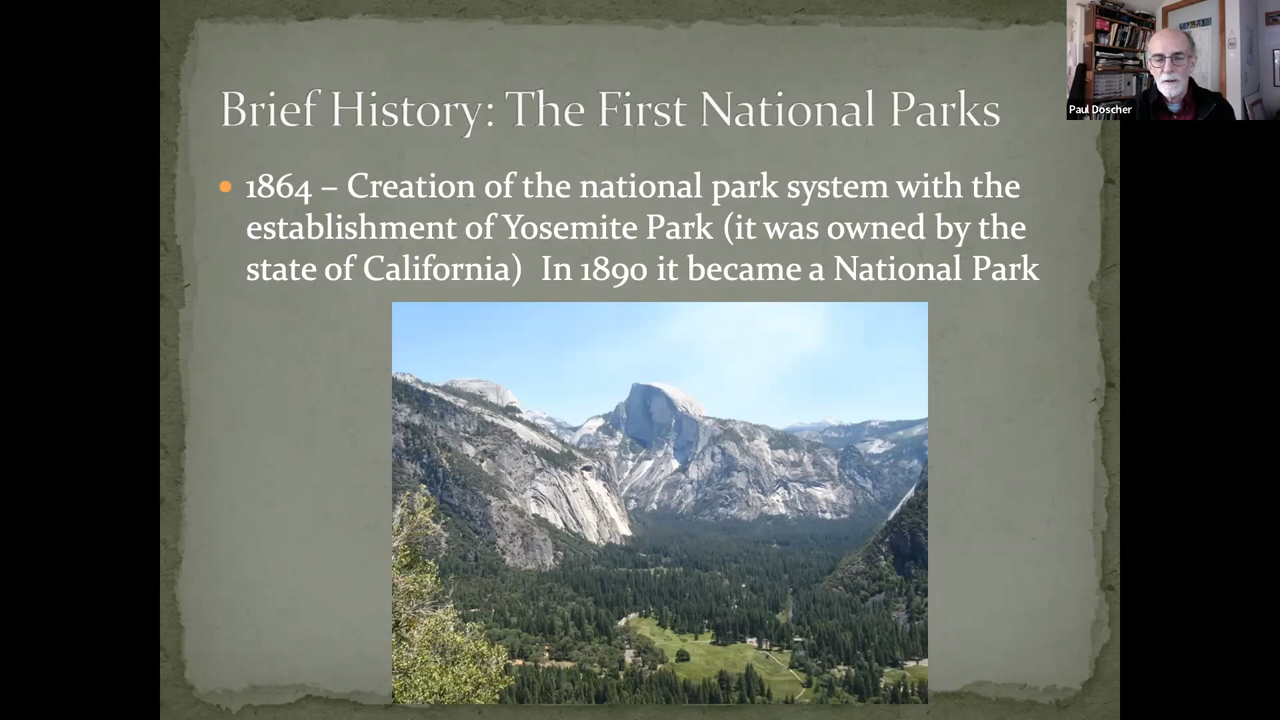 Brief History: The First National Parks
Paul Doscher
• 1864 – Creation of the national park system with the
establishment of Yosemite Park (it was owned by the
state of California)  In 1890 it became a National Park